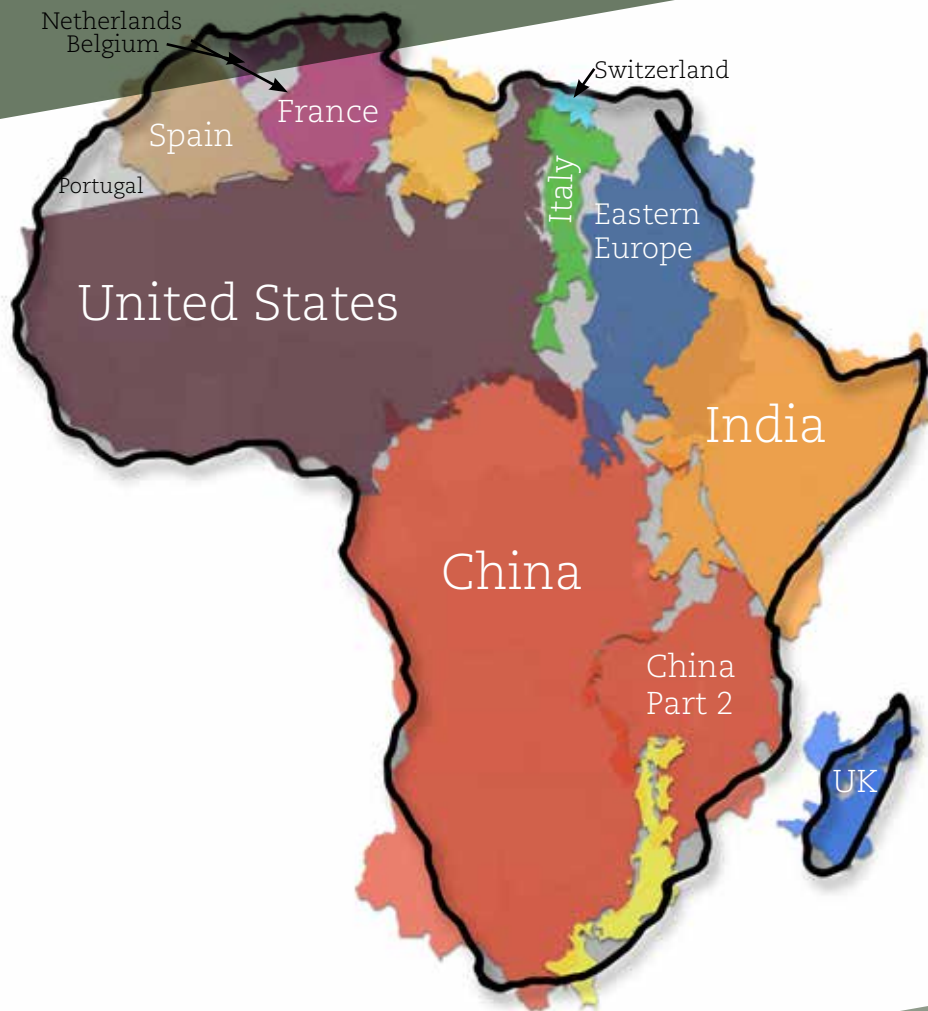 Netherlands
Belgium
Switzerland
France
Spain
Portugal
Italy
Eastern
Europe
United States
India
China
China
Part 2
UK